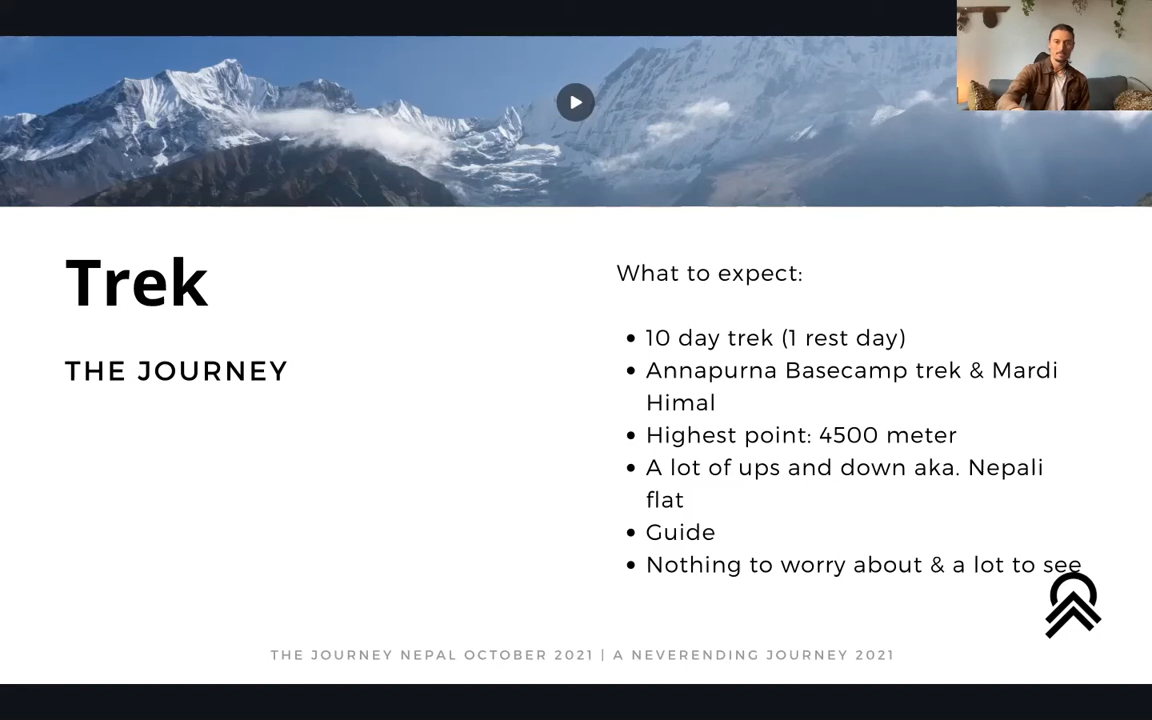 Trek
THE JOURNEY
What to expect:
10 day trek (1 rest day)
Annapurna Basecamp trek & Mardi
Himal
Highest point: 4500 meter
A lot of ups and down aka. Nepali
flat
Guide
Nothing to worry about & a lot to see
THE JOURNEY NEPAL OCTOBER 2021 | A NEVERENDING JOURNEY 2021